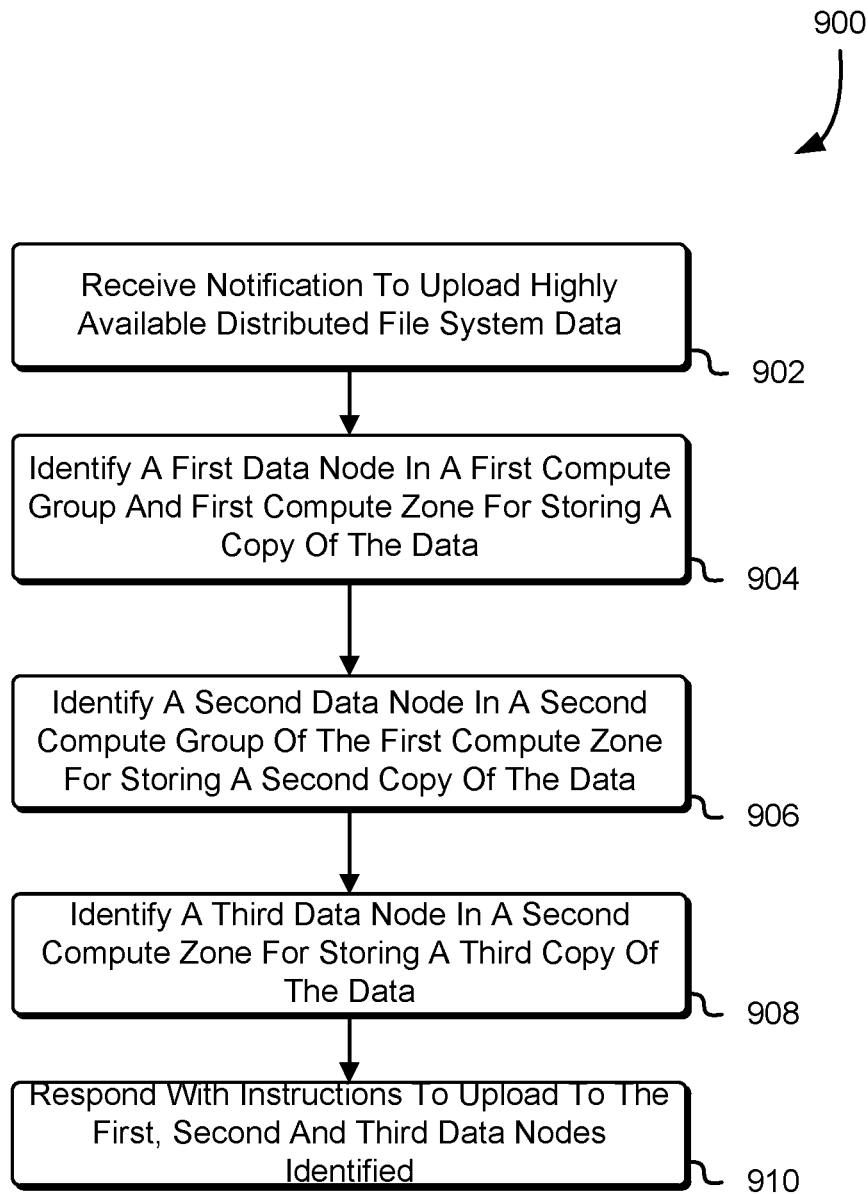 900
Receive Notification To Upload Highly
Available Distributed File System Data
902
Identify A First Data Node In A First Compute
Group And First Compute Zone For Storing A
Copy Of The Data
904
Identify A Second Data Node In A Second
Compute Group Of The First Compute Zone
For Storing A Second Copy Of The Data
906
Identify A Third Data Node In A Second
Compute Zone For Storing A Third Copy Of
The Data
908
Respond With Instructions To Upload To The
First, Second And Third Data Nodes
Identified
910